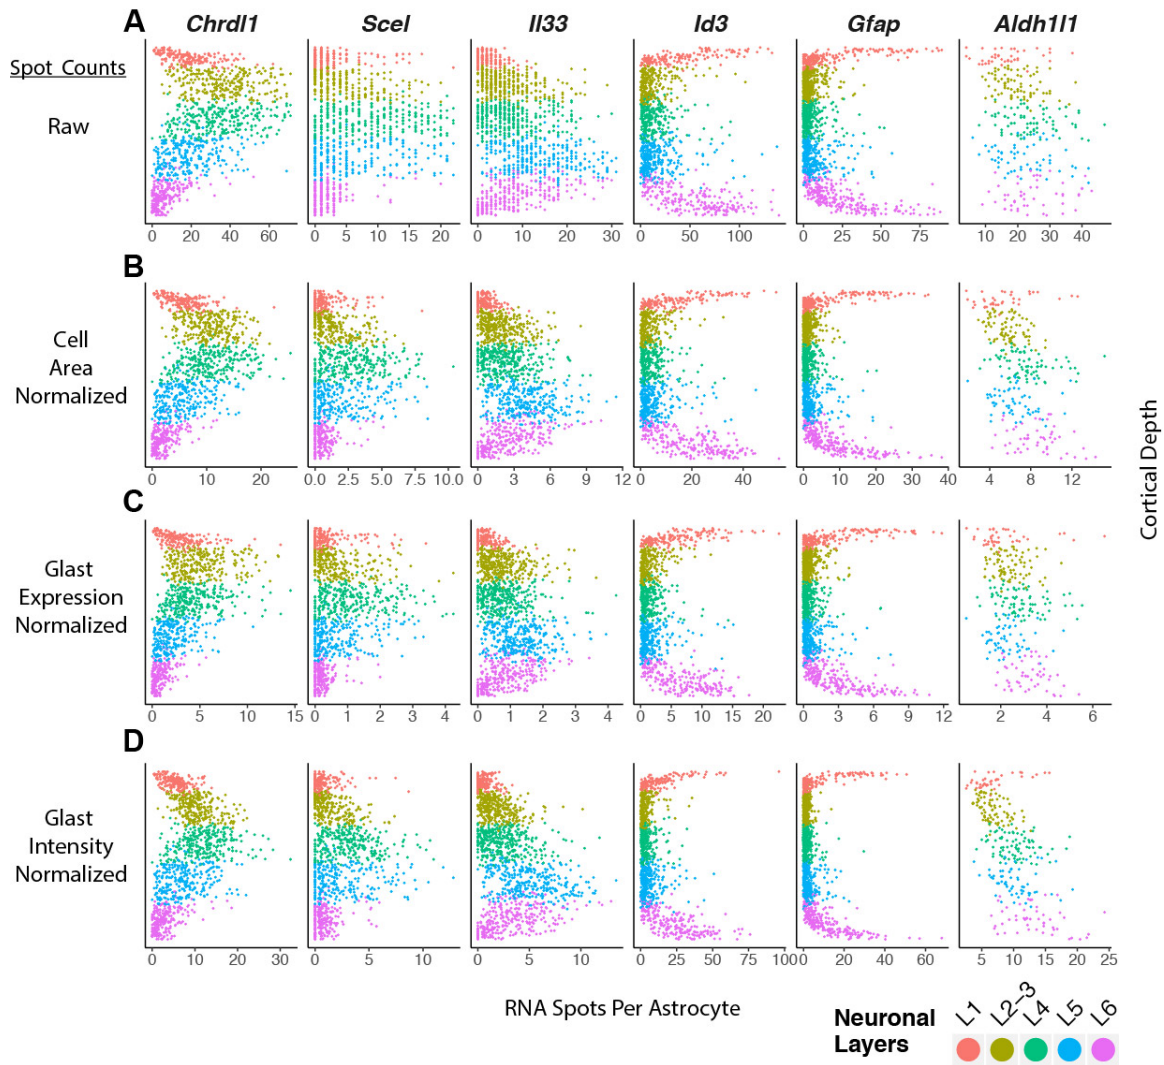 A
Chrdl1 Scel Il33 Id3 Gfap Aldh1l1
Spot Counts
Raw
0 20 40 60 0 5 10 15 20 0 10 20 30 0 50 100 0 25 50 75 10 20 30 40
B
Cell
Area
Normalized
0 10 20 0.0 2.5 5.0 7.5 10.0 0 3 6 9 12 0 20 40 0 10 20 30 40 4 8 12
C
Glast
Expression
Normalized
0 5 10 15 0 1 2 3 4 0 1 2 3 4 0 5 10 15 20 0 3 6 9 12 2 4 6
D
Glast
Intensity
Normalized
0 10 20 30 0 5 10 0 5 10 0 25 50 75 100 0 20 40 60 5 10 15 20 25
Cortical Depth
RNA Spots Per Astrocyte
Neuronal
Layers
L1 L2-3 L4 L5 L6